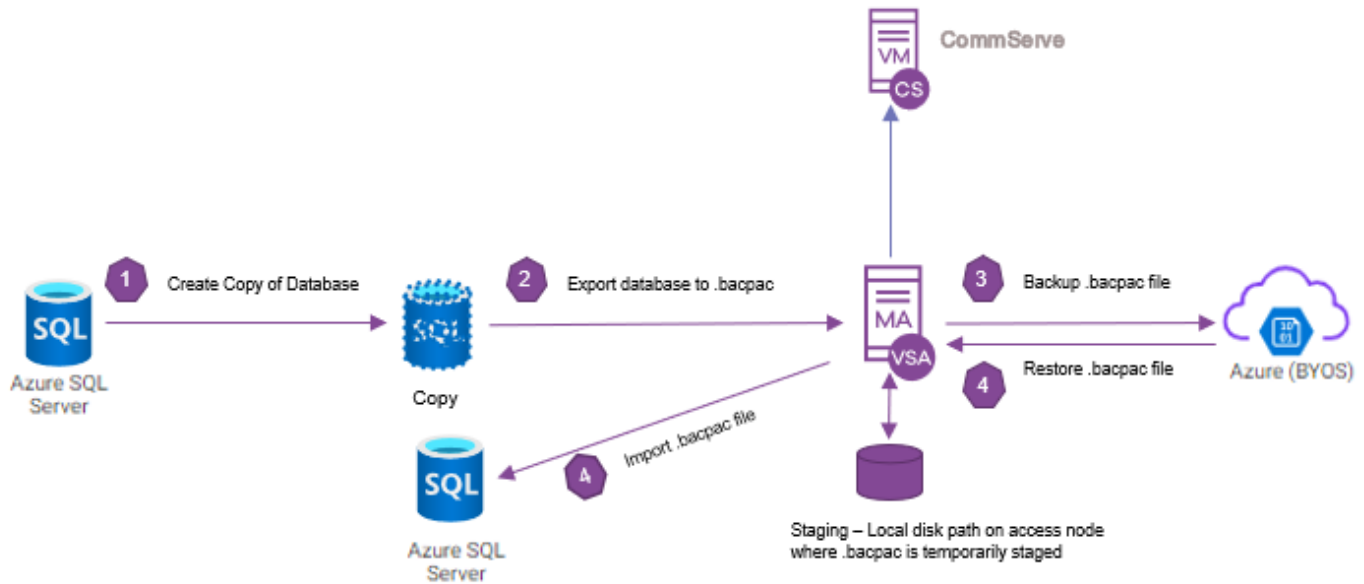 VM
CS
CommServe
1
Create Copy of Database
2
Export database to .bacpac
3
Backup .bacpac file
SQL
Azure SQL
Server
SQL
Copy
MA
VSA
4
Restore .bacpac file
10
01
Azure (BYOS)
4
Import .bacpac file
SQL
Azure SQL
Server
Staging – Local disk path on access node
where .bacpac is temporarily staged